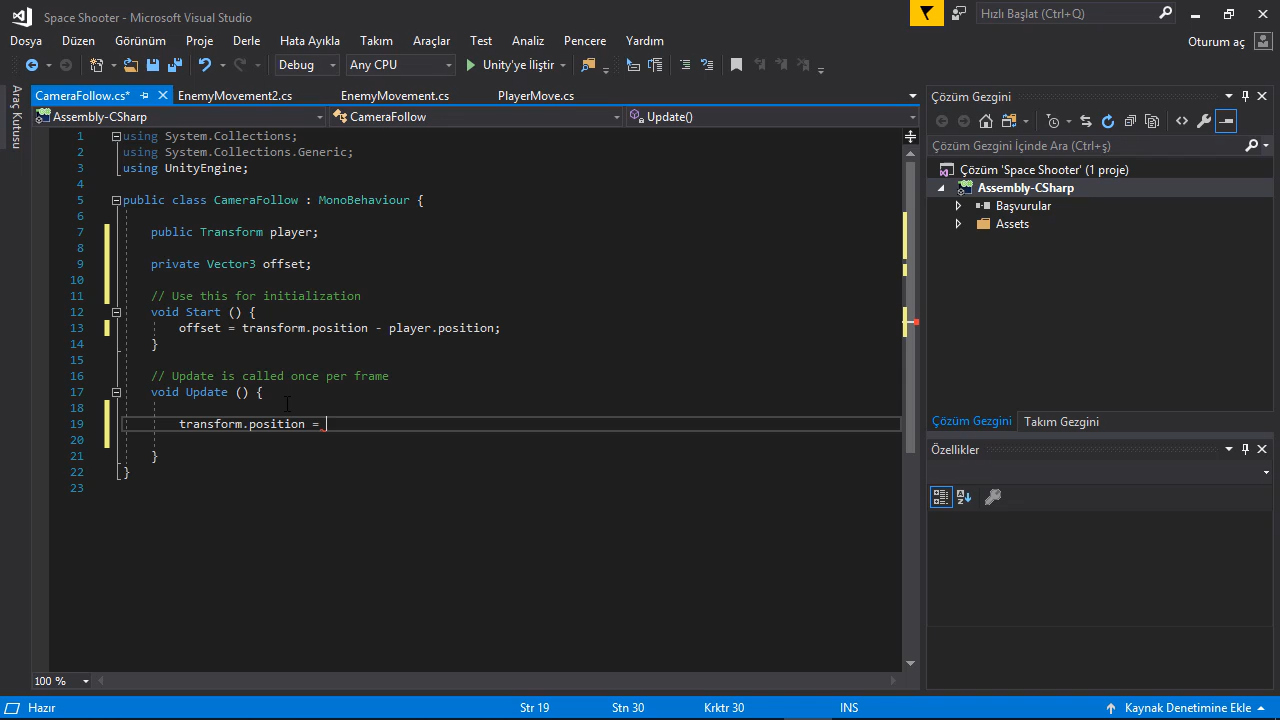 Space Shooter - Microsoft Visual Studio
Hızlı Başlat (Ctrl+Q)
Dosya Düzen Görünüm Proje Derle Hata Ayıkla Takım Araçlar Test Analiz Pencere Yardım
Oturum aç
Debug Any CPU Unity'ye İliştir
Araç Kutusu
CameraFollow.cs* EnemyMovement2.cs EnemyMovement.cs PlayerMove.cs
Assembly-CSharp CameraFollow Update()
1 using System.Collections;
2 using System.Collections.Generic;
3 using UnityEngine;
4
5 public class CameraFollow : MonoBehaviour {
6
7 public Transform player;
8
9 private Vector3 offset;
10
11 // Use this for initialization
12 void Start () {
13 offset = transform.position - player.position;
14 }
15
16 // Update is called once per frame
17 void Update () {
18
19 transform.position =
20
21 }
22 }
23
100 %
Çözüm Gezgini
Çözüm Gezgini İçinde Ara (Ctrl+ş)
Çözüm 'Space Shooter' (1 proje)
Assembly-CSharp
Başvurular
Assets
Çözüm Gezgini Takım Gezgini
Özellikler
Hazır Str 19 Stn 30 Krktr 30 INS Kaynak Denetimine Ekle